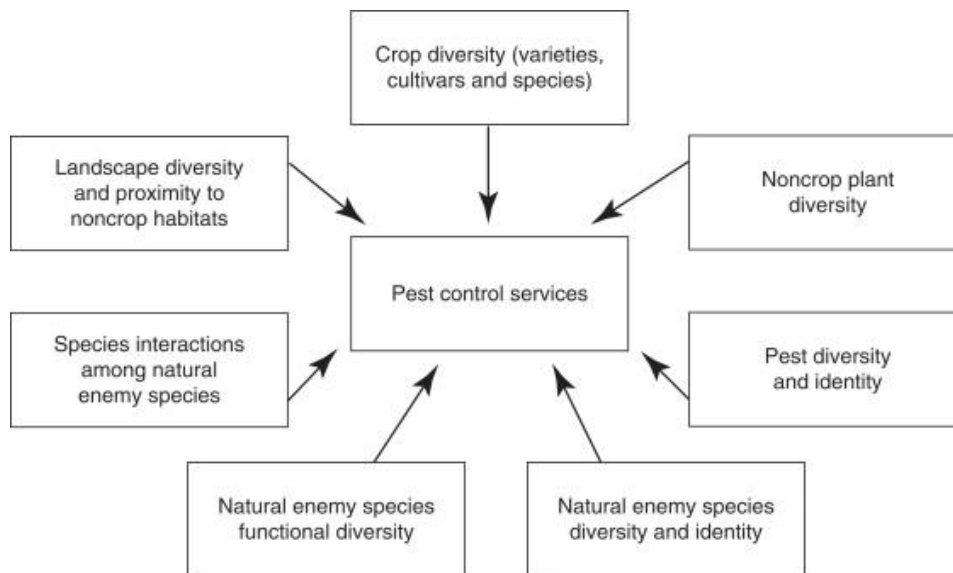 Crop diversity (varieties,
cultivars and species)
Landscape diversity
and proximity to
noncrop habitats
Noncrop plant
diversity
Pest control services
Species interactions
among natural
enemy species
Pest diversity
and identity
Natural enemy species
functional diversity
Natural enemy species
diversity and identity